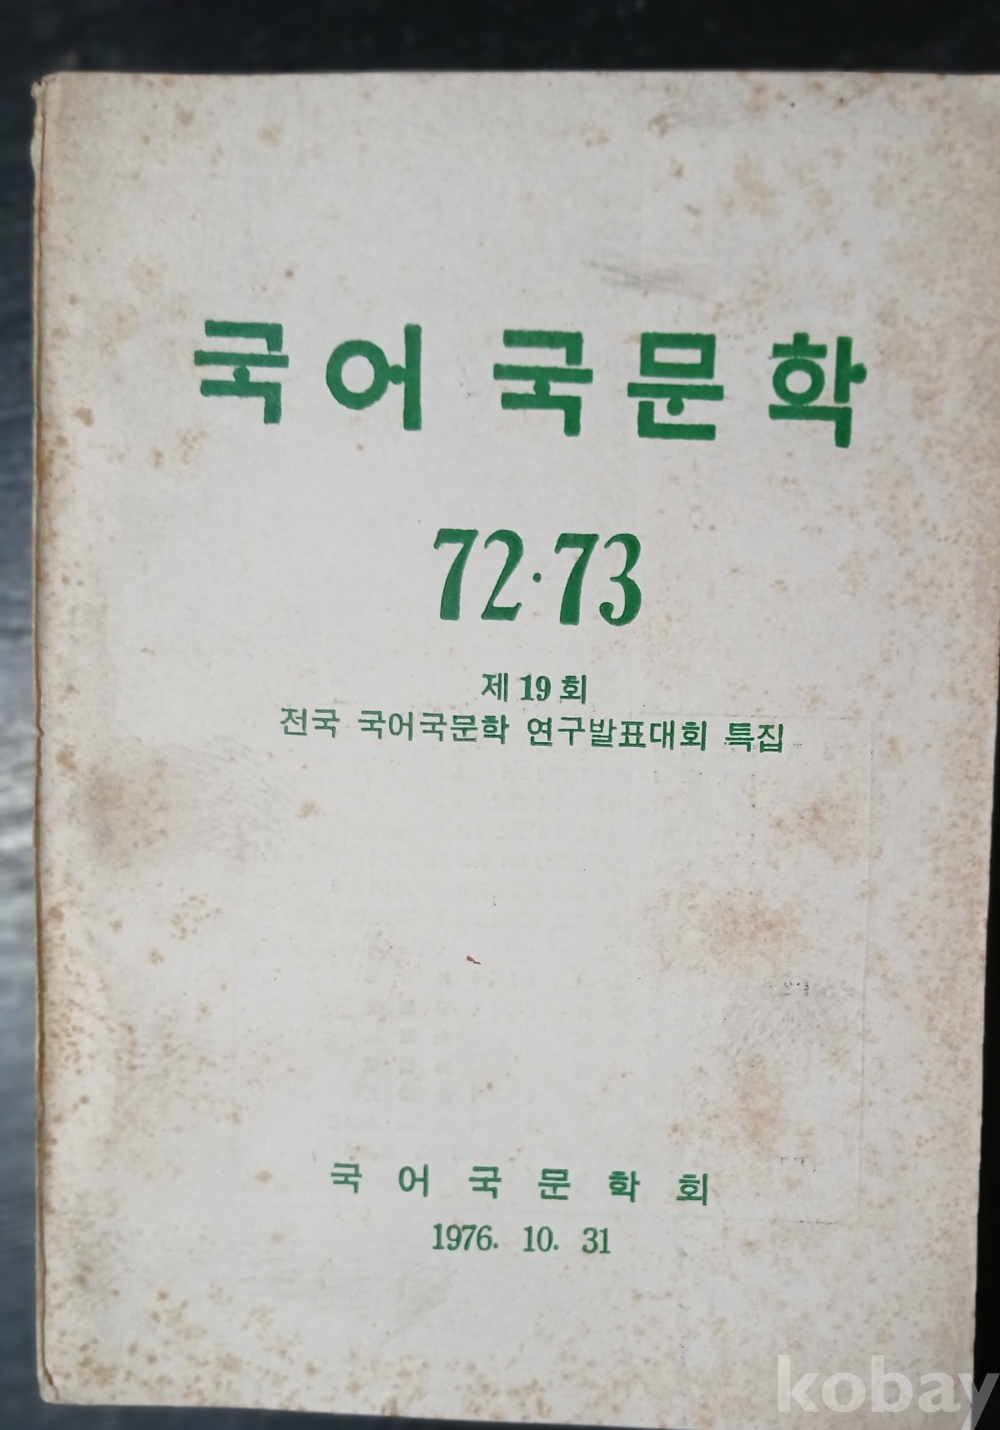 국어 국문학
72·73
제 19 회
전국 국어국문학 연구발표대회 특집
국 어 국 문 학 회
1976. 10. 31
kobay